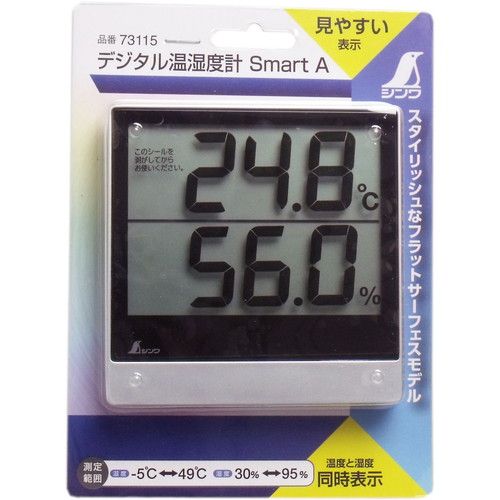 品番 73115
デジタル温湿度計 Smart A
見やすい
表示
シンワ
スタイリッシュなフラットサーフェスモデル
このシールを
剥がしてから
お使いください。
24.8℃
56.0%
シンワ
測定
範囲
温度 -5℃↔49℃ 湿度 30%↔95%
温度と湿度
同時表示